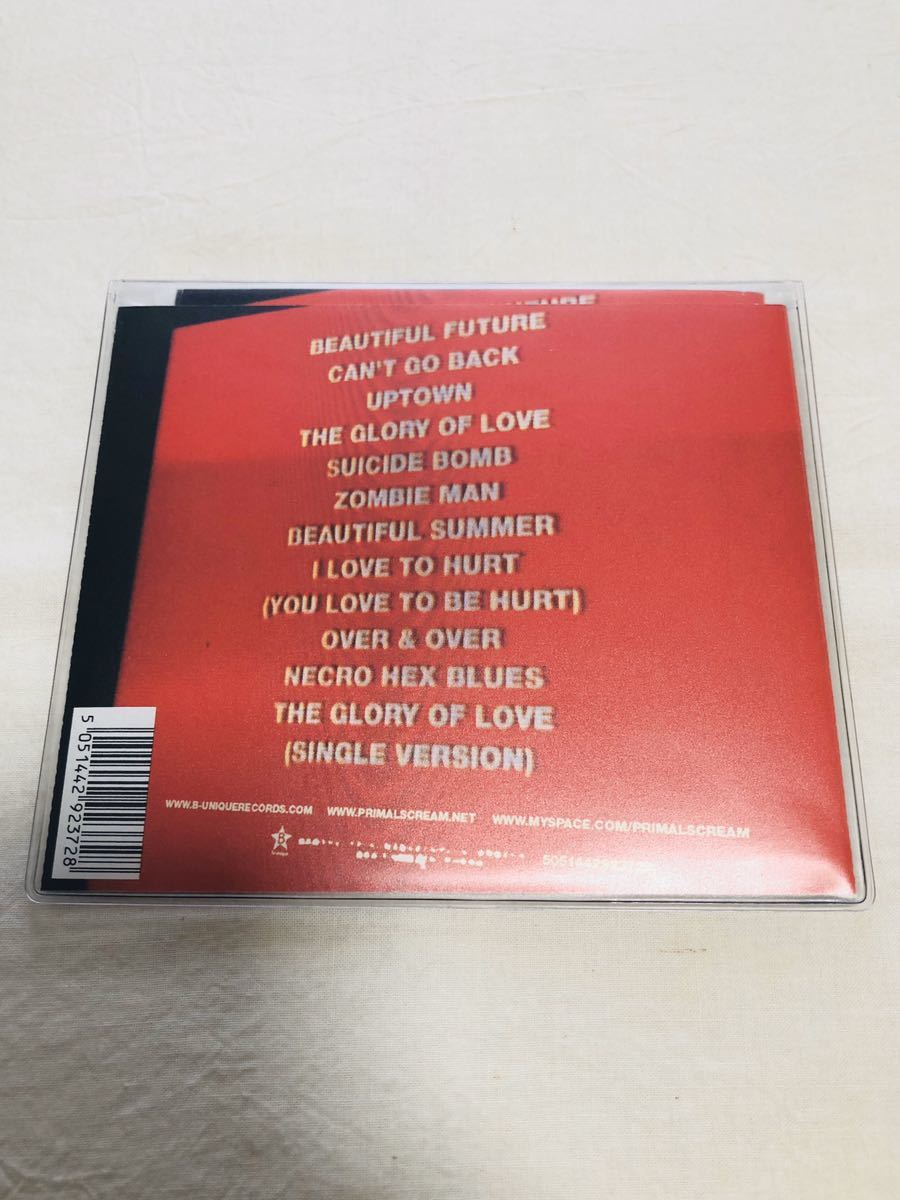 BEAUTIFUL FUTURE
CAN'T GO BACK
UPTOWN
THE GLORY OF LOVE
SUICIDE BOMB
ZOMBIE MAN
BEAUTIFUL SUMMER
I LOVE TO HURT
(YOU LOVE TO BE HURT)
OVER & OVER
NECRO HEX BLUES
THE GLORY OF LOVE
(SINGLE VERSION)
5 051442 923728
WWW.B-UNIQUERECORDS.COM WWW.PRIMALSCREAM.NET WWW.MYSPACE.COM/PRIMALSCREAM
B